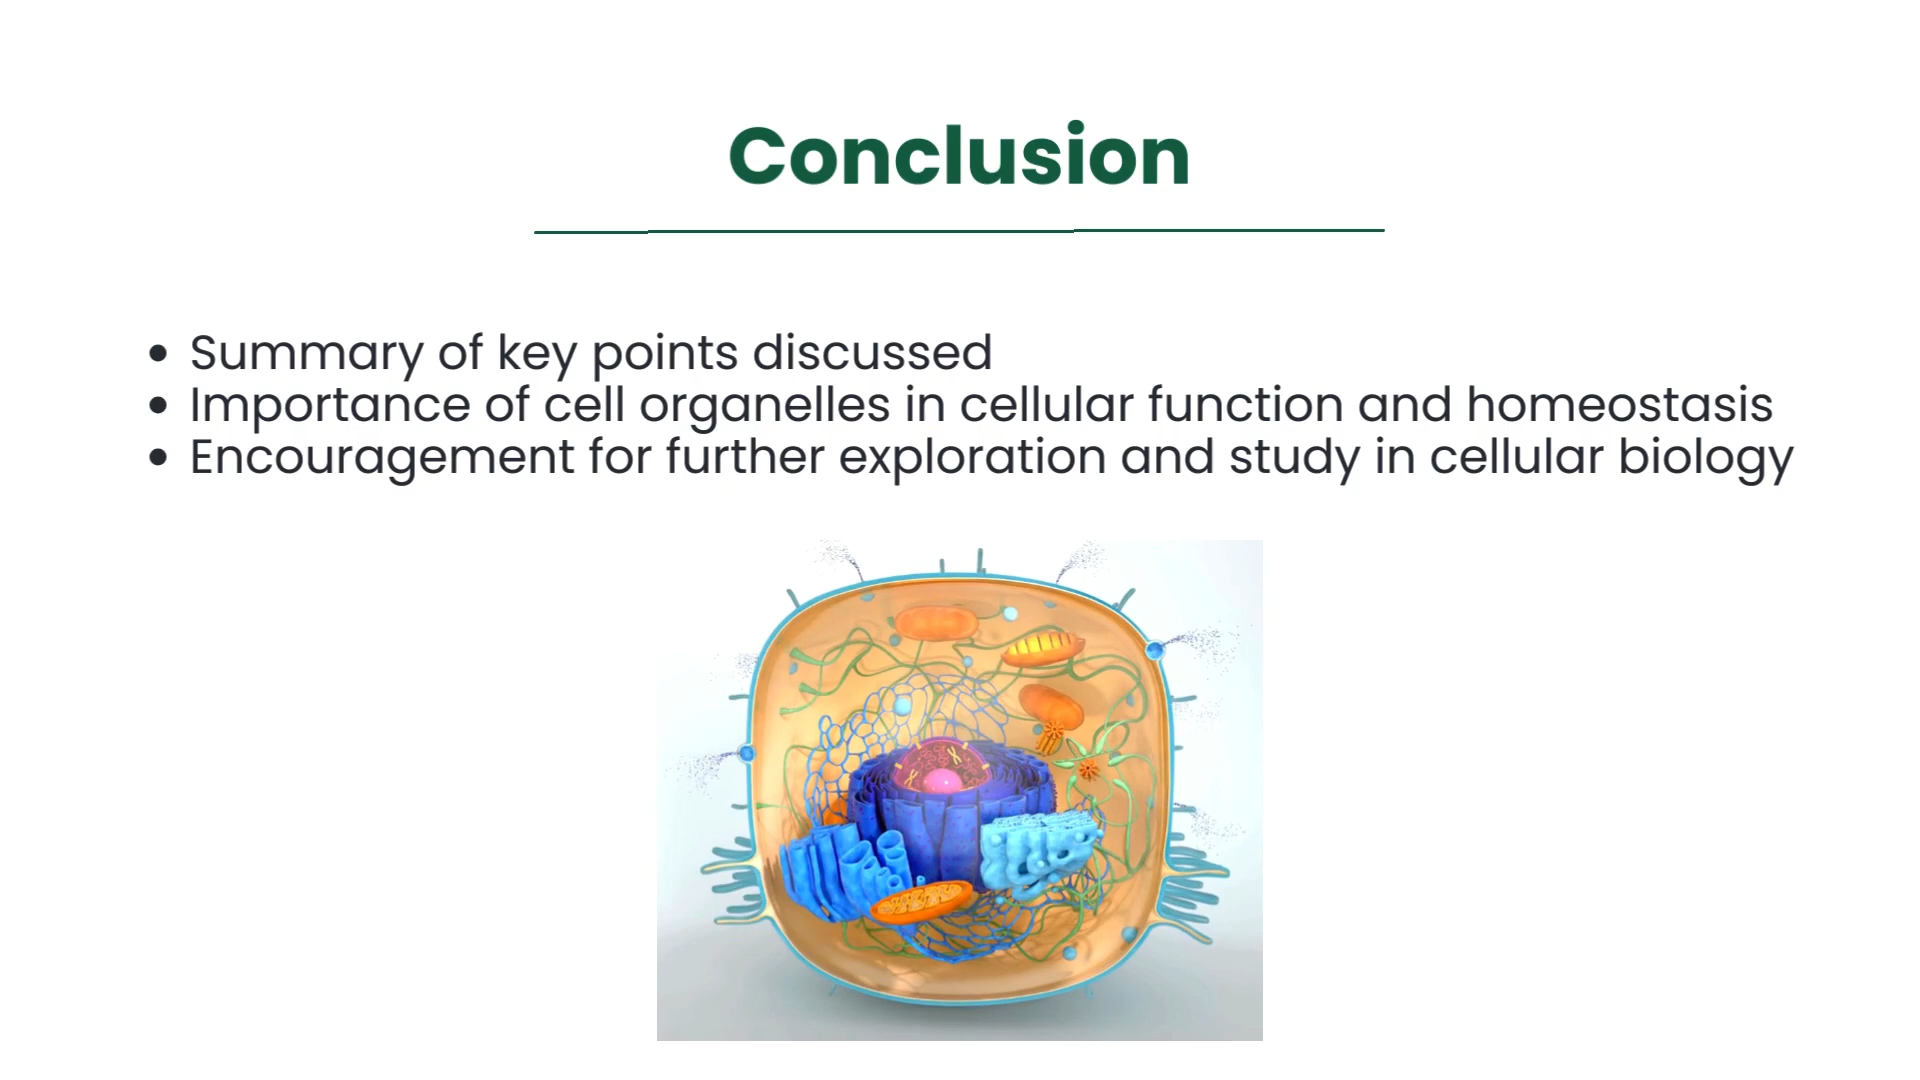 Conclusion
• Summary of key points discussed
• Importance of cell organelles in cellular function and homeostasis
• Encouragement for further exploration and study in cellular biology